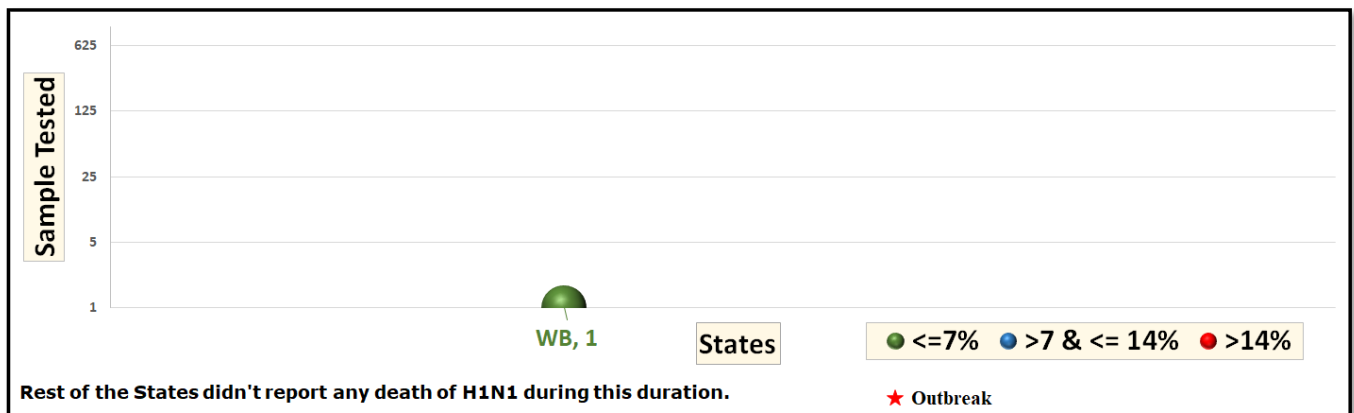 625
125
25
5
1
Sample Tested
WB, 1
States
<=7% >7 & <= 14% >14%
Rest of the States didn't report any death of H1N1 during this duration.
Outbreak